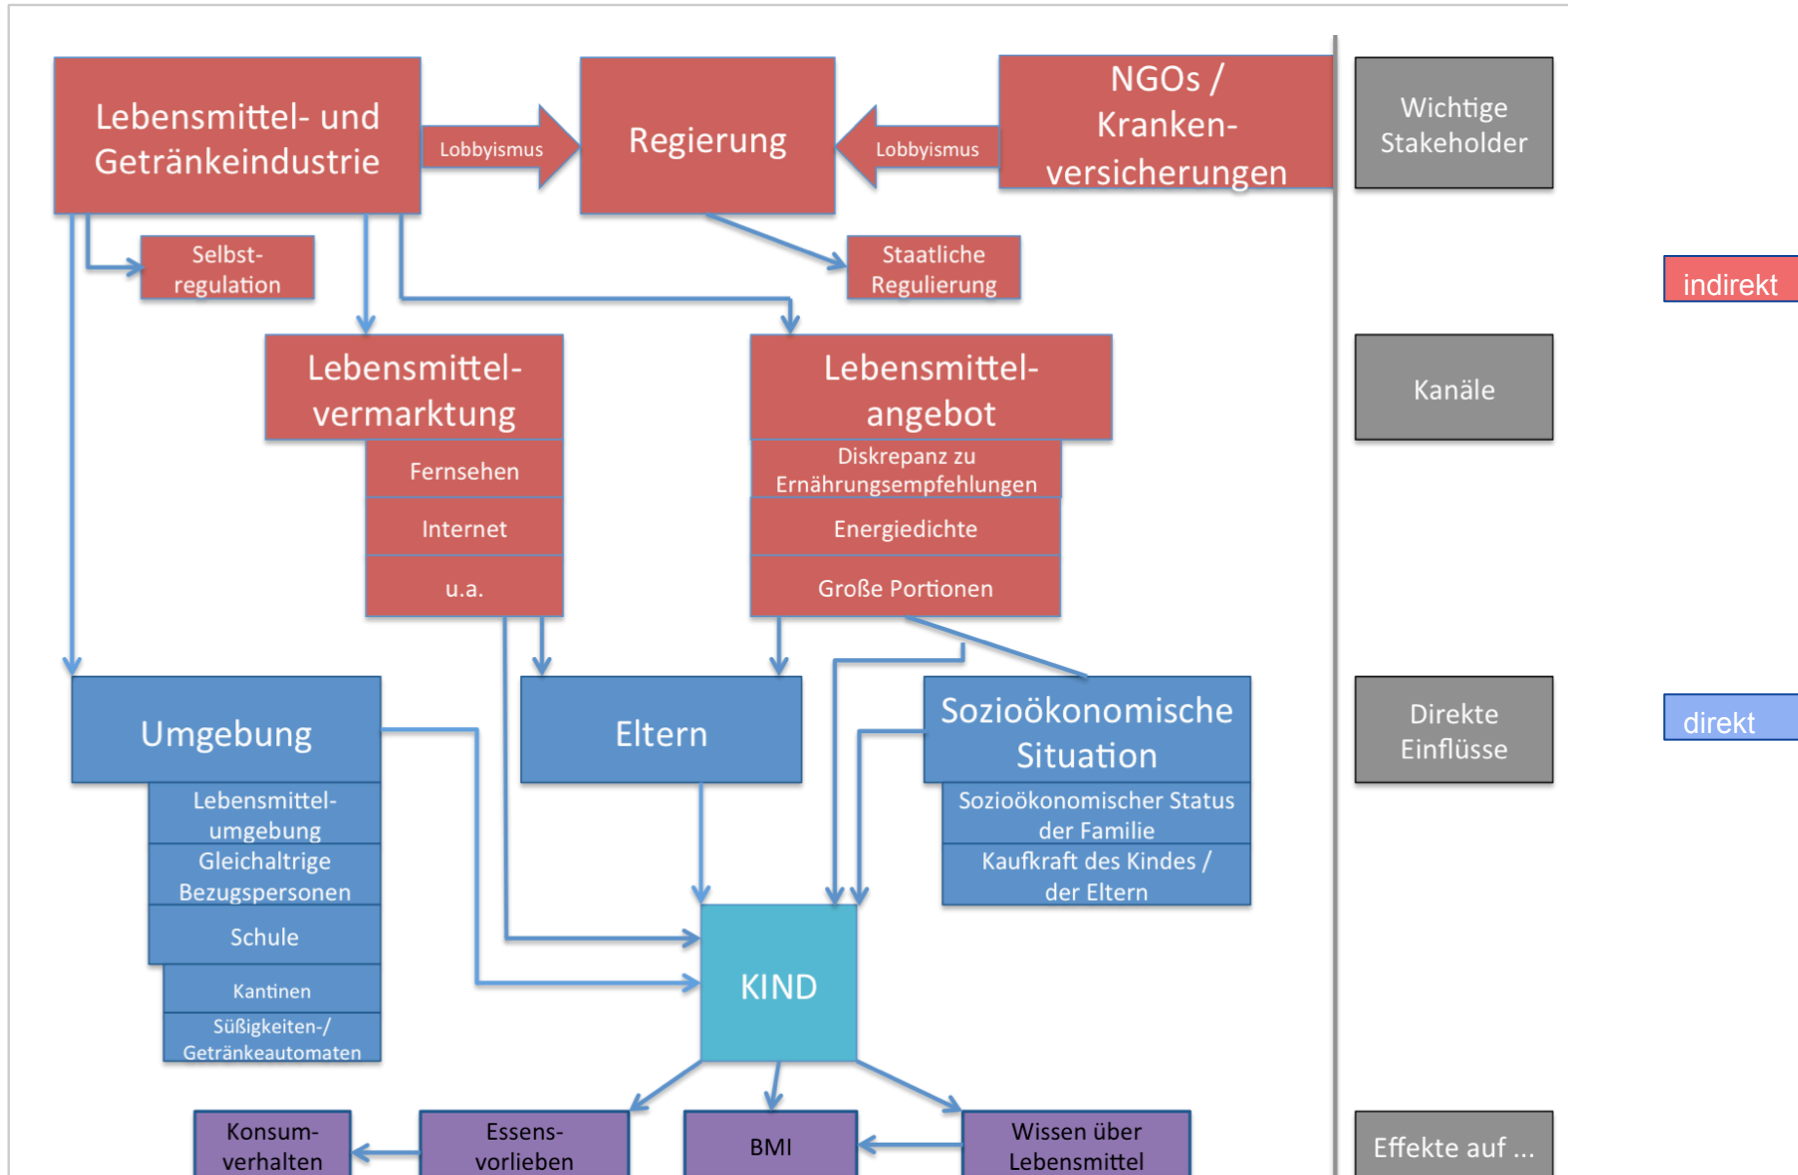 Lebensmittel- und
Getränkeindustrie
Lobbyismus
Regierung
Lobbyismus
NGOs /
Kranken-
versicherungen
Wichtige
Stakeholder
Selbst-
regulation
Staatliche
Regulierung
indirekt
Lebensmittel-
vermarktung
Fernsehen
Internet
u.a.
Lebensmittel-
angebot
Diskrepanz zu
Ernährungsempfehlungen
Energiedichte
Große Portionen
Kanäle
Umgebung
Lebensmittel-
umgebung
Gleichaltrige
Bezugspersonen
Schule
Kantinen
Süßigkeiten-/
Getränkeautomaten
Eltern
Sozioökonomische
Situation
Sozioökonomischer Status
der Familie
Kaufkraft des Kindes /
der Eltern
Direkte
Einflüsse
direkt
KIND
Konsum-
verhalten
Essens-
vorlieben
BMI
Wissen über
Lebensmittel
Effekte auf ...